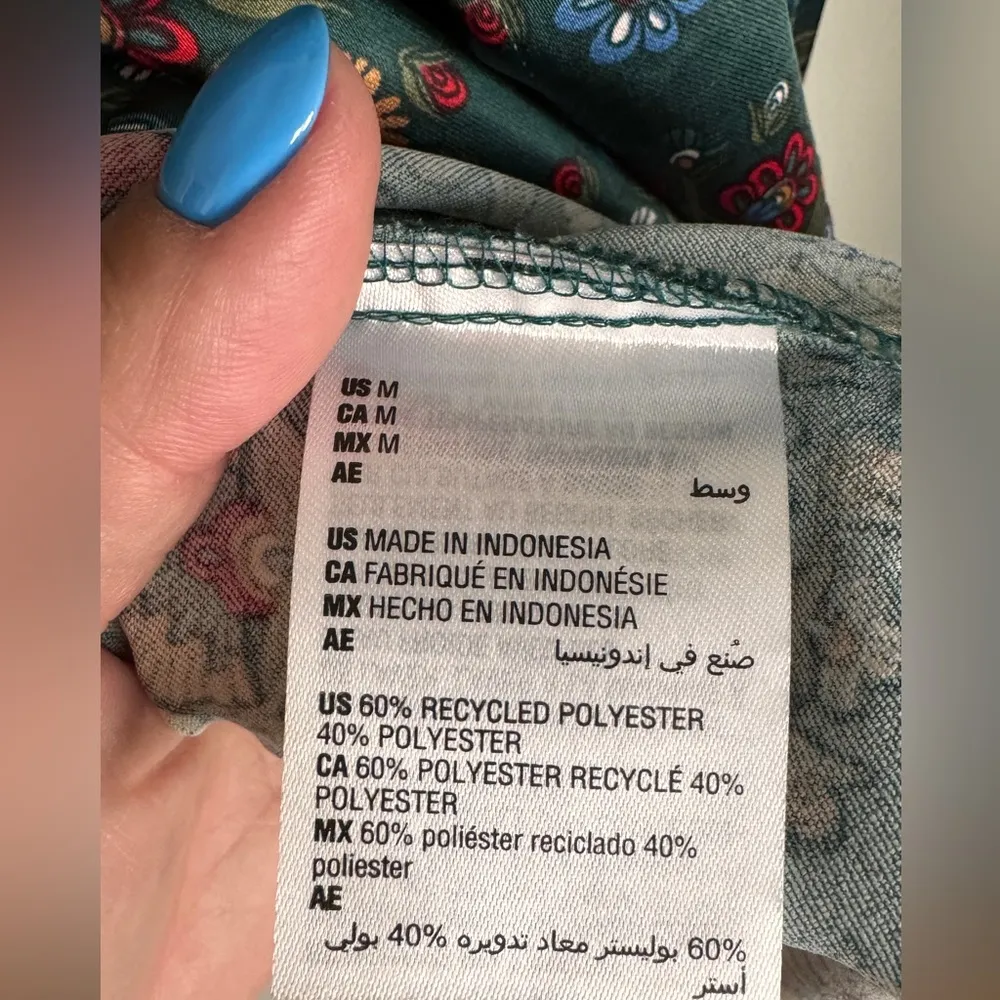 US M
CA M
MX M
AE
وسط
US MADE IN INDONESIA
CA FABRIQUÉ EN INDONÉSIE
MX HECHO EN INDONESIA
AE
صُنع في إندونيسيا
US 60% RECYCLED POLYESTER
40% POLYESTER
CA 60% POLYESTER RECYCLÉ 40%
POLYESTER
MX 60% poliéster reciclado 40%
poliester
AE
60% بوليستر معاد تدويره 40% بولي
أستر